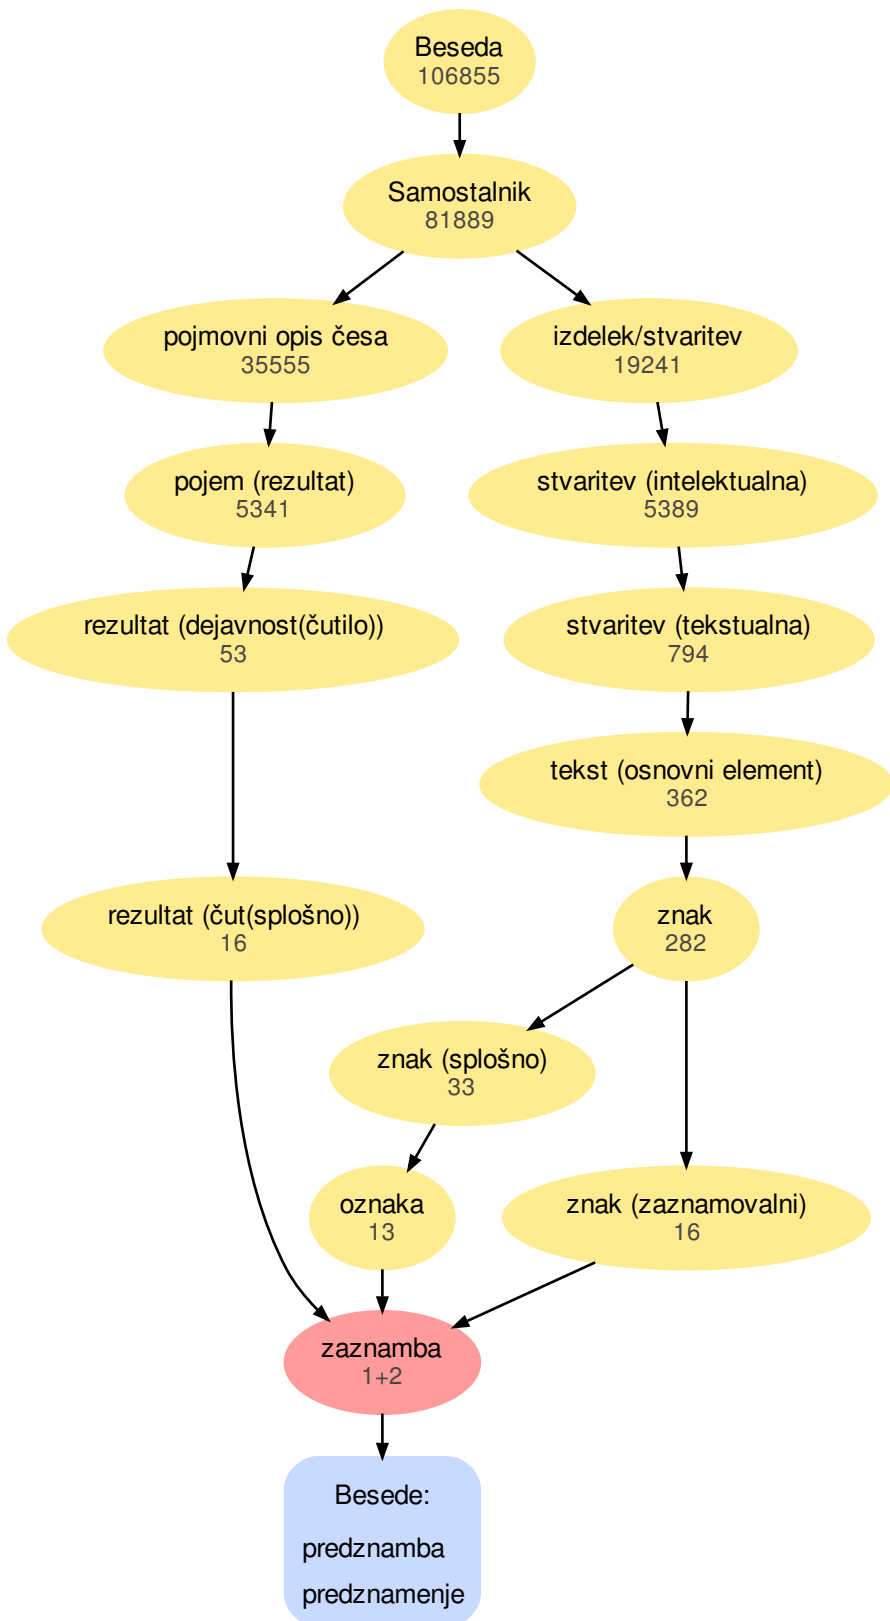 Beseda
106855
Samostalnik
81889
pojmovni opis česa
35555
izdelek/stvaritev
19241
pojem (rezultat)
5341
stvaritev (intelektualna)
5389
rezultat (dejavnost(čutilo))
53
stvaritev (tekstualna)
794
tekst (osnovni element)
362
rezultat (čut(splošno))
16
znak
282
znak (splošno)
33
oznaka
13
znak (zaznamovalni)
16
zaznamba
1+2
Besede:
predznamba
predznamenje